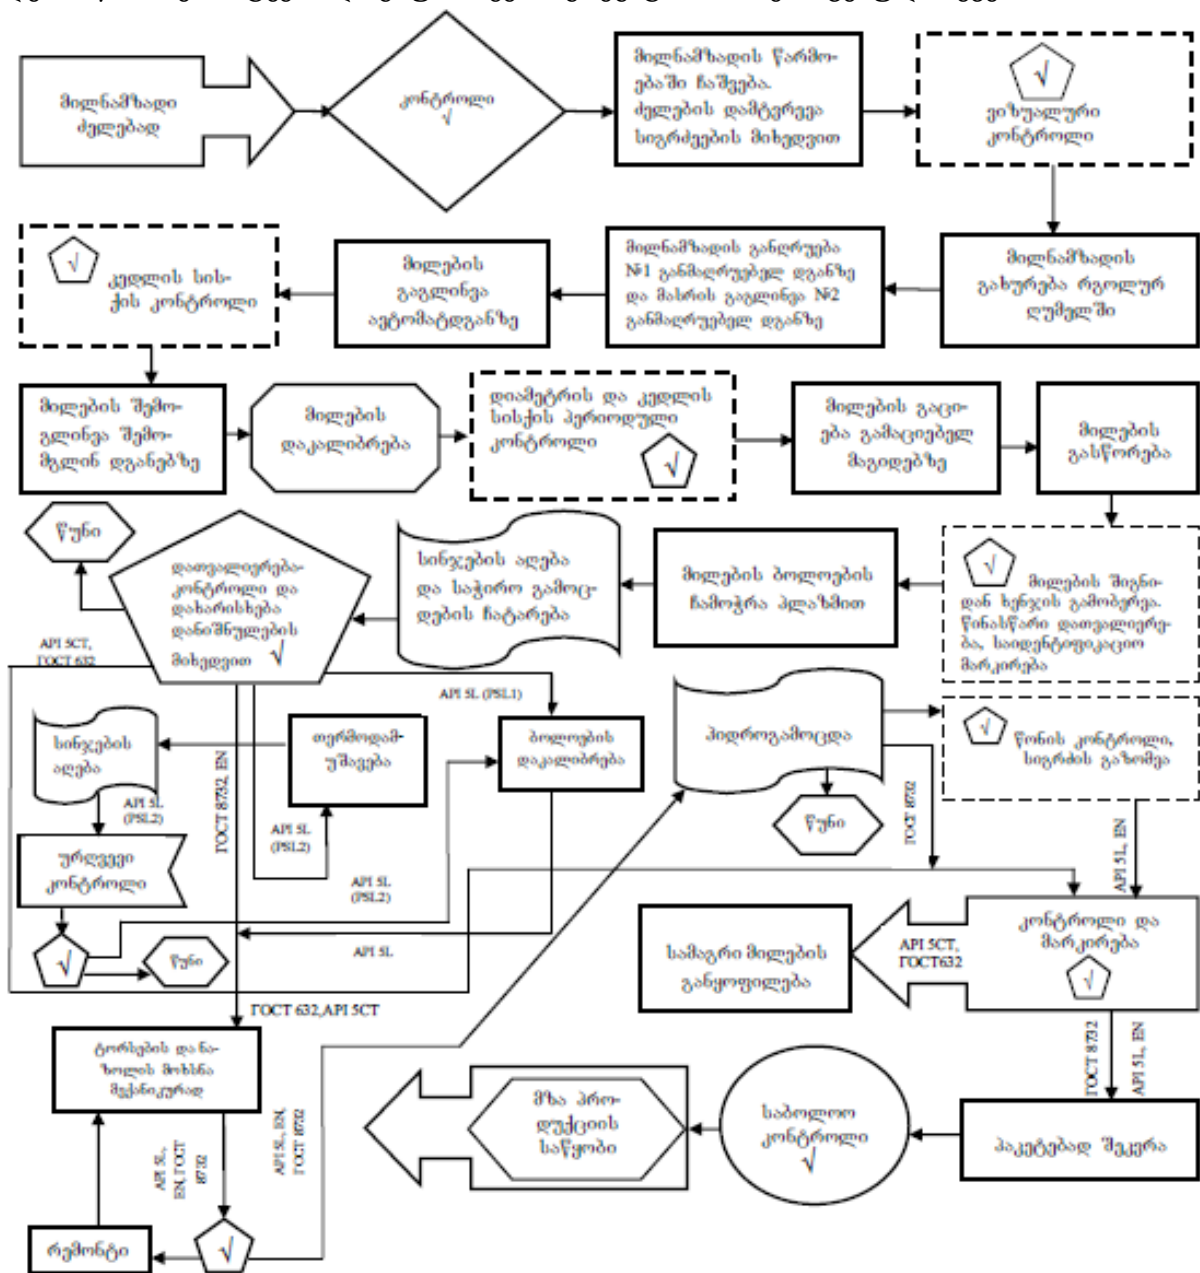 მილნამზადი
ძელებად
კონტროლი
√
მილნამზადის წარმო-
ებაში ჩაშვება.
ძელების დამტვრევა
სიგრძეების მიხედვით
√
ვიზუალური
კონტროლი
√
კედლის სის-
ქის კონტროლი
მილების
გაგლინვა
ავტომატდგანზე
მილნამზადის განღრუება
№1 განმაღრუებელ დგანზე
და მასრის გაგლინვა №2
განმაღრუებელ დგანზე
მილნამზადის
გახურება რგოლურ
ღუმელში
მილების შემო-
გლინვა შემო-
მგლინ დგანებზე
მილების
დაკალიბრება
დიამეტრის და კედლის
სისქის პერიოდული
კონტროლი
√
მილების გაცი-
ება გამაციებელ
მაგიდებზე
მილების
გასწორება
წუნი
დათვალიერება-
კონტროლი და
დახარისხება
დანიშნულების
მიხედვით √
სინჯების აღება
და საჭირო გამოც-
დების ჩატარება
მილების ბოლოების
ჩამოჭრა პლაზმით
√
მილების შიგნი-
დან ხენჯის გამობერვა.
წინასწარი დათვალიერე-
ბა, საიდენტიფიკაციო
მარკირება
API 5CT,
ГОСТ 632
API 5L (PSL1)
სინჯების
აღება
თერმოდამ-
უშავება
ბოლოების
დაკალიბრება
ჰიდროგამოცდა
√
წონის კონტროლი,
სიგრძის გაზომვა
API 5L
(PSL2)
ГОСТ 8732, EN
API 5L
(PSL2)
წუნი
ГОСТ 8732
API 5L, EN
ურღვევი
კონტროლი
API 5L
(PSL2)
√
წუნი
API 5L
სამაგრი მილების
განყოფილება
API 5CT,
ГОСТ632
კონტროლი და
მარკირება
√
ГОСТ 632,API 5CT
ტორსების და ნა-
ზოლის მოხსნა
მექანიკურად
API 5L, EN,
ГОСТ 8732
მზა პრო-
დუქციის
საწყობი
საბოლოო
კონტროლი
√
ГОСТ 8732
API 5L, EN
პაკეტებად შეკვრა
API 5L,
EN, ГОСТ
8732
რემონტი
√